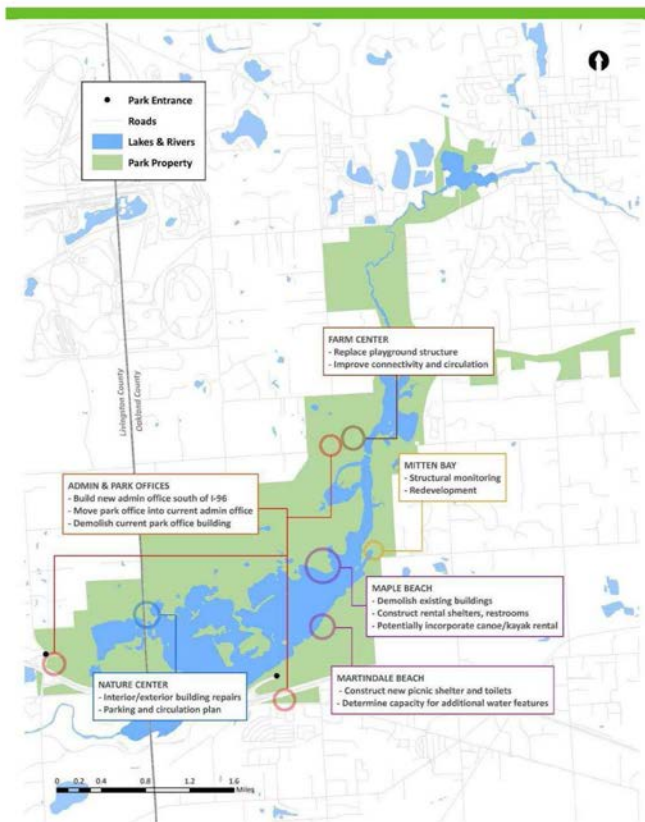 Park Entrance
Roads
Lakes & Rivers
Park Property
Livingston County
Oakland County
FARM CENTER
- Replace playground structure
- Improve connectivity and circulation
ADMIN & PARK OFFICES
- Build new admin office south of I-96
- Move park office into current admin office
- Demolish current park office building
MITTEN BAY
- Structural monitoring
- Redevelopment
MAPLE BEACH
- Demolish existing buildings
- Construct rental shelters, restrooms
- Potentially incorporate canoe/kayak rental
NATURE CENTER
- Interior/exterior building repairs
- Parking and circulation plan
MARTINDALE BEACH
- Construct new picnic shelter and toilets
- Determine capacity for additional water features
0 0.2 0.4 0.8 1.2 1.6
Miles